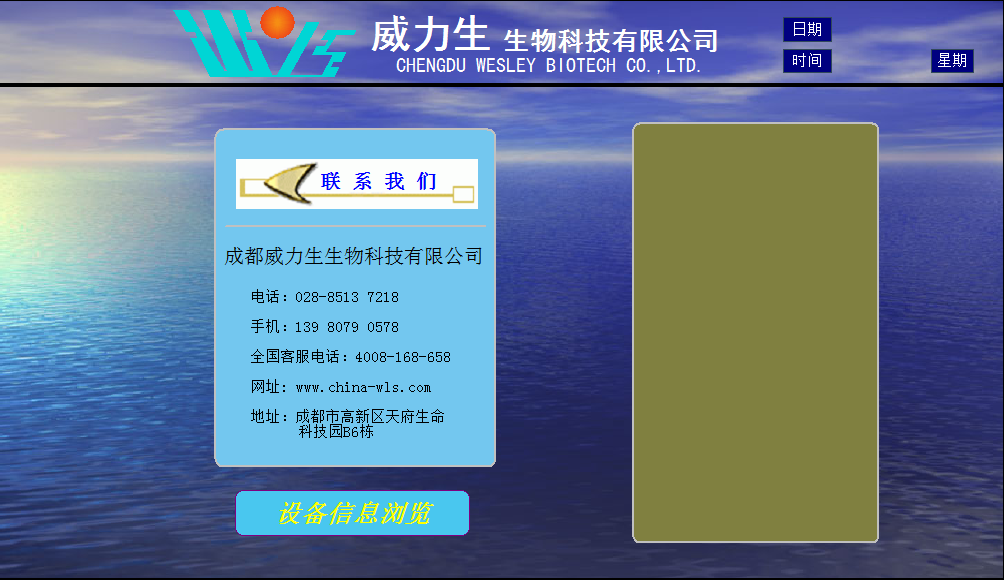 威力生 生物科技有限公司
CHENGDU WESLEY BIOTECH CO.,LTD.
日期
时间
星期
联系我们
成都威力生生物科技有限公司
电话：028-8513 7218
手机：139 8079 0578
全国客服电话：4008-168-658
网址：www.china-wls.com
地址：成都市高新区天府生命
科技园B6栋
设备信息浏览